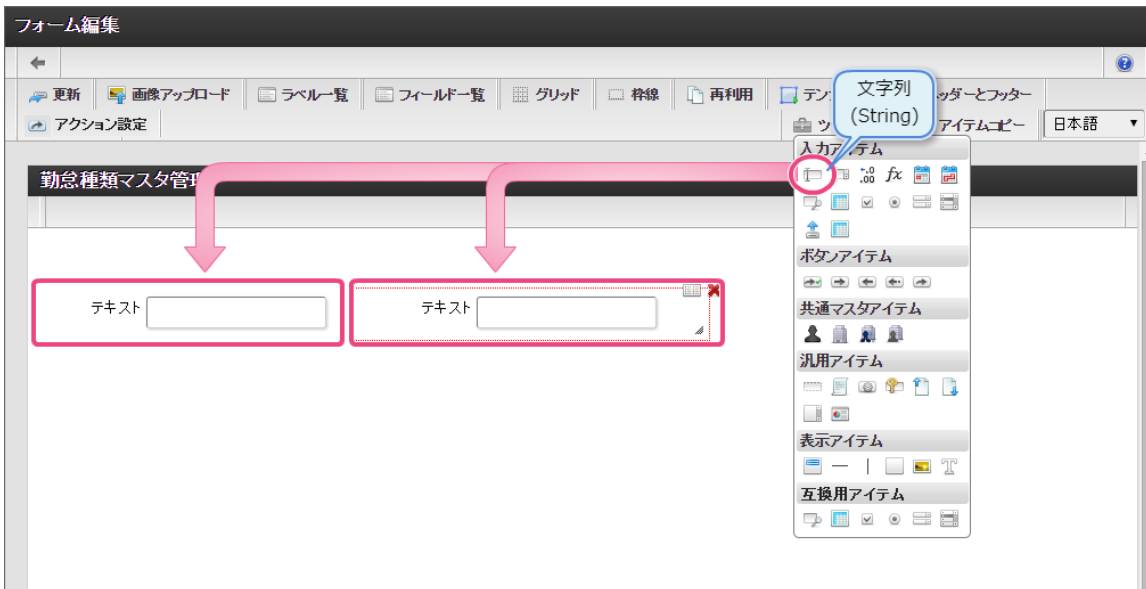 フォーム編集
更新 画像アップロード ラベル一覧 フィールド一覧 グリッド 枠線 再利用 テン ッダーとフッター
アクション設定 ツ アイテムコピー 日本語
文字列
(String)
入力アイテム
勤怠種類マスタ管理
ボタンアイテム
テキスト テキスト
共通マスタアイテム
汎用アイテム
表示アイテム
互換用アイテム